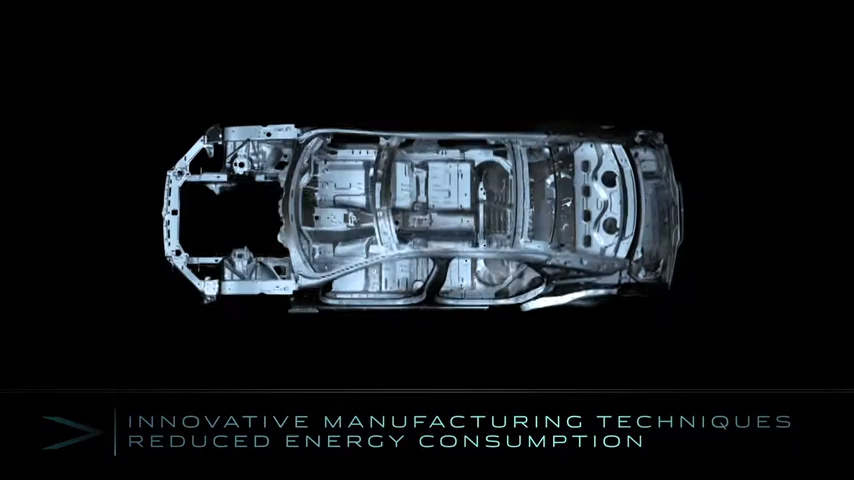 INNOVATIVE MANUFACTURING TECHNIQUES
REDUCED ENERGY CONSUMPTION